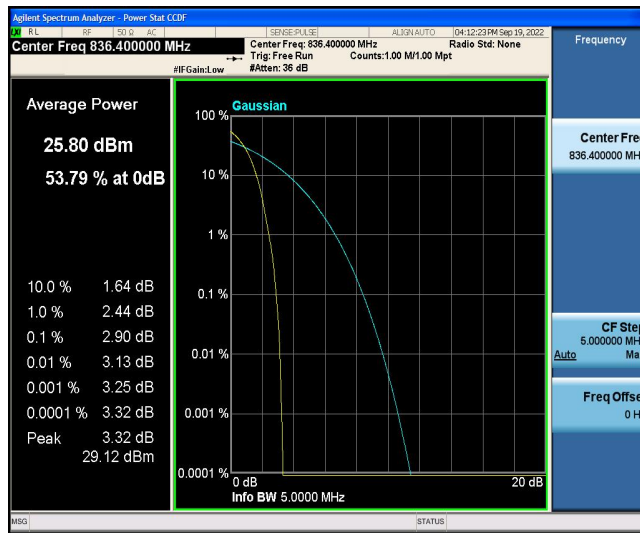 Agilent Spectrum Analyzer - Power Stat CCDF
LXI RL RF 50 Ω AC SENSE:PULSE ALIGN AUTO 04:12:23 PM Sep 19, 2022
Center Freq 836.400000 MHz
Center Freq: 836.400000 MHz Radio Std: None
Trig: Free Run Counts:1.00 M/1.00 Mpt
#IFGain:Low #Atten: 36 dB
Frequency
Average Power
25.80 dBm
53.79 % at 0dB
10.0 % 1.64 dB
1.0 % 2.44 dB
0.1 % 2.90 dB
0.01 % 3.13 dB
0.001 % 3.25 dB
0.0001 % 3.32 dB
Peak 3.32 dB
29.12 dBm
Gaussian
100 %
10 %
1 %
0.1 %
0.01 %
0.001 %
0.0001 %
0 dB 20 dB
Info BW 5.0000 MHz
Center Fre
836.400000 MH
CF Step
5.000000 MH
Auto Ma
Freq Offse
0 H
MSG STATUS